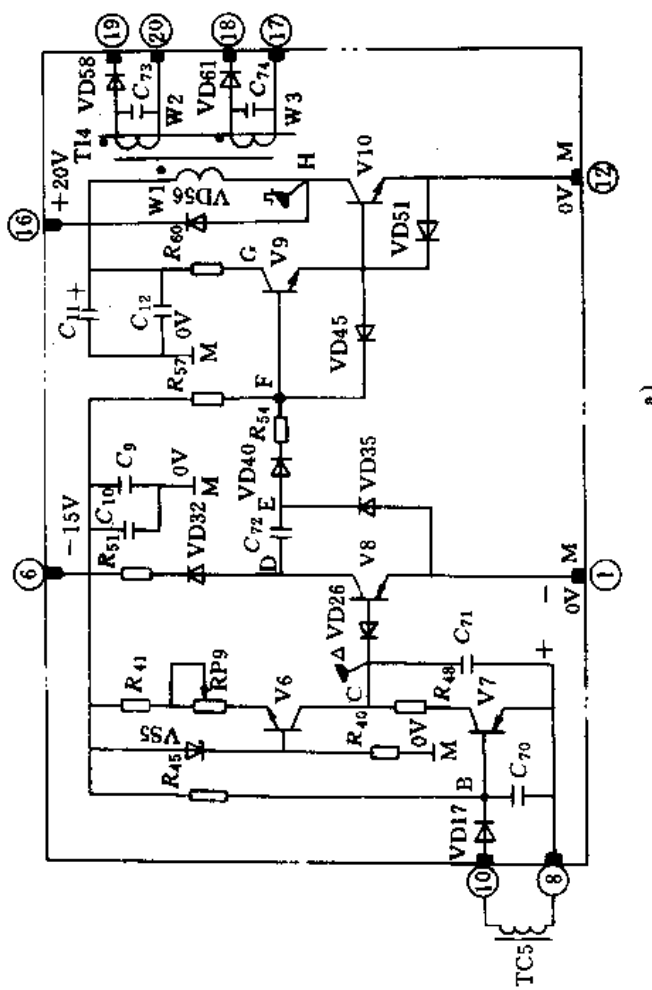 ⑥
−15V
⑯
+20V
T14
VD58
⑲
C73
W2
⑳
VD61
⑱
C74
W3
⑰
W1
VD56
H
V10
R60
G
V9
C11
+
C12
0V
M
R57
F
R54
VD45
VD51
C9
C10
0V
M
R51
VD32
VD40
E
C72
D
VD35
V8
VD26
C
R41
RP9
VS5
V6
R40
0V
M
R45
R48
V7
C71
B
C70
VD17
⑩
⑧
TC5
+
−
0V
M
①
0V
M
⑫
a)